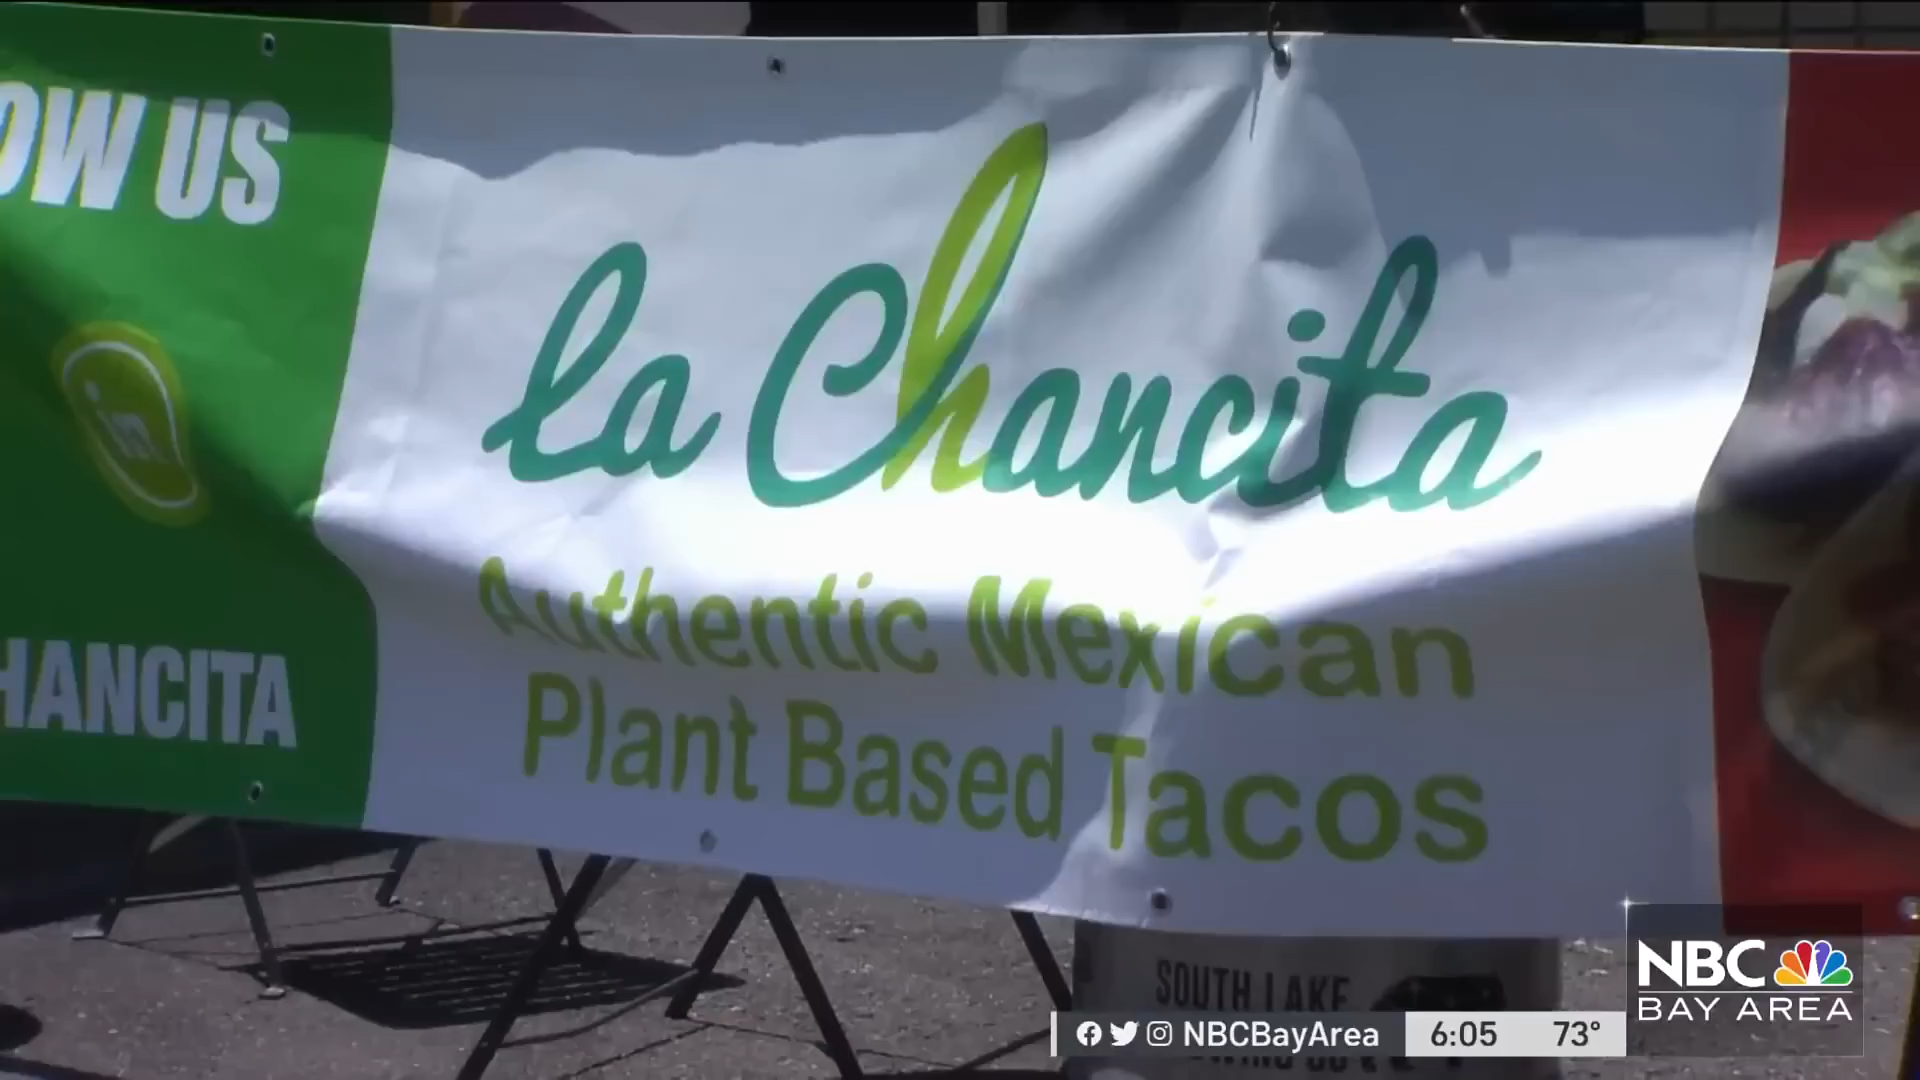 OW US
in
HANCITA
la Chancita
Authentic Mexican
Plant Based Tacos
SOUTH LAKE
NBC
BAY AREA
NBCBayArea
6:05 73°